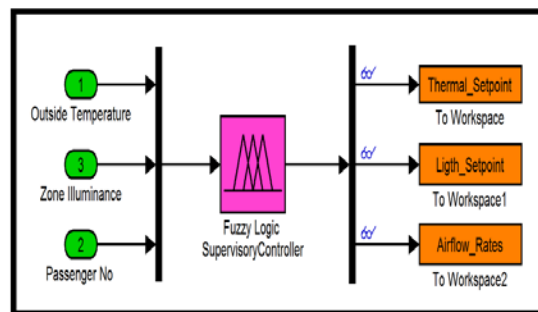 1
Outside Temperature
3
Zone Illuminance
2
Passenger No
Fuzzy Logic
SupervisoryController
Thermal_Setpoint
To Workspace
Ligth_Setpoint
To Workspace1
Airflow_Rates
To Workspace2